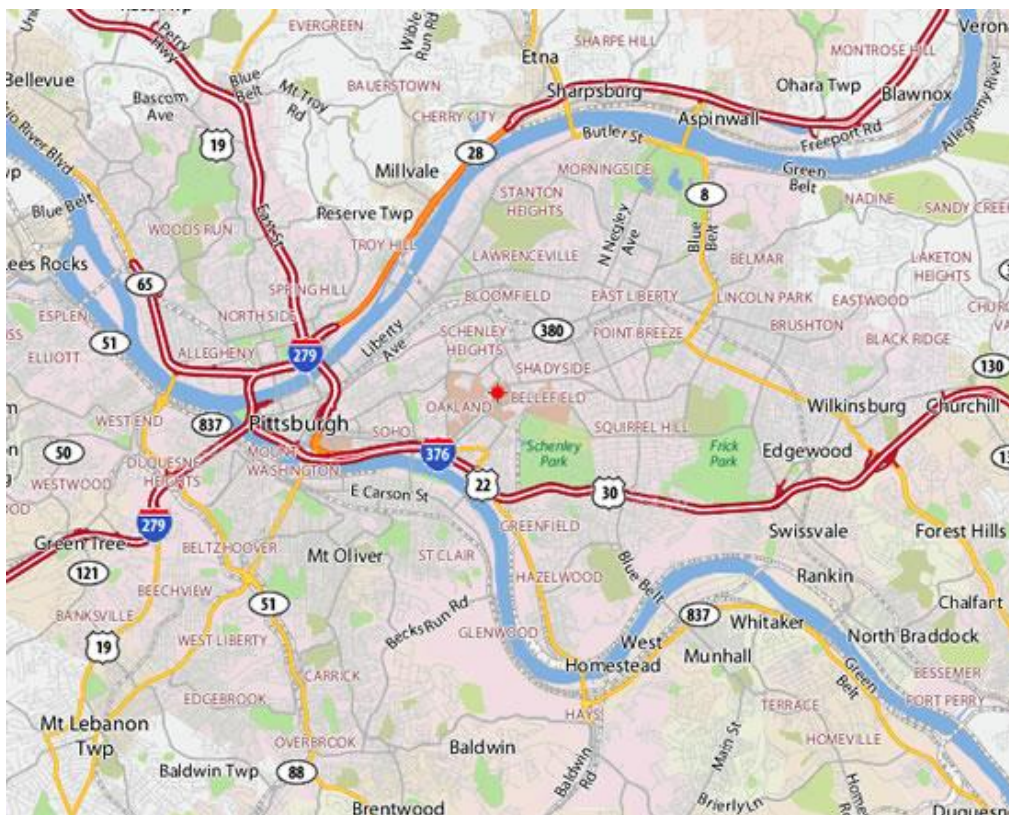 EVERGREEN
Perry
Hwy
Wible
Run Rd
Etna
SHARPE HILL
MONTROSE HILL
Bellevue
Blue
Belt
Mt Troy
Rd
BAUERSTOWN
Ohara Twp
Blawnox
Bascom
Ave
Sharpsburg
CHERRY CITY
Aspinwall
Freeport Rd
Allegheny River
19
28
Butler St
Millvale
MORNINGSIDE
Green
Belt
Blue Belt
Reserve Twp
STANTON
HEIGHTS
8
NADINE
SANDY CREEK
East St
WOODS RUN
TROY HILL
N Negley
Ave
Blue
Belt
LAWRENCEVILLE
BELMAR
LAKETON
HEIGHTS
65
SPRING HILL
BLOOMFIELD
EAST LIBERTY
LINCOLN PARK
EASTWOOD
NORTH SIDE
51
Liberty
Ave
SCHENLEY
HEIGHTS
380
POINT BREEZE
BRUSHTON
BLACK RIDGE
ELLIOTT
ALLEGHENY
279
SHADYSIDE
130
WEST END
837
Pittsburgh
OAKLAND
BELLEFIELD
Wilkinsburg
Churchill
SOHO
SQUIRREL HILL
50
MOUNT
WASHINGTON
376
Schenley
Park
Frick
Park
Edgewood
DUQUESNE
HEIGHTS
WESTWOOD
22
30
E Carson St
279
GREENFIELD
Swissvale
Forest Hills
Green Tree
BELTZHOOVER
Mt Oliver
ST CLAIR
121
BEECHVIEW
HAZELWOOD
Blue Belt
Rankin
51
Chalfant
BANKSVILLE
Becks Run Rd
837
Whitaker
19
WEST LIBERTY
GLENWOOD
West
Homestead
Munhall
North Braddock
CARRICK
Green
Belt
BESSEMER
EDGEBROOK
TERRACE
PORT PERRY
Mt Lebanon
Twp
HAYS
OVERBROOK
Baldwin
Main St
HOMEVILLE
Baldwin Twp
88
Baldwin
Rd
Brentwood
Brierly Ln